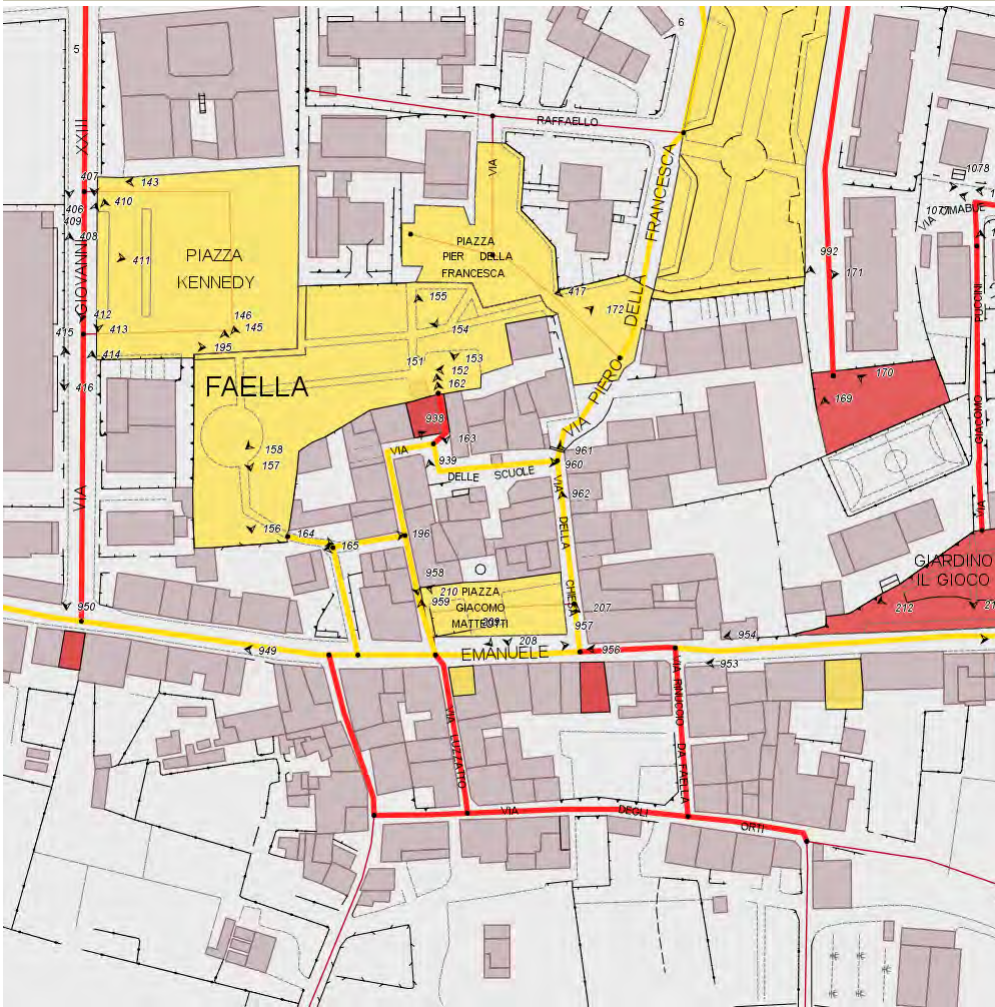 5
6
XXIII
RAFFAELLO
VIA
FRANCESCA
407
143
406
410
409
408
GIOVANNI
411
PIAZZA
KENNEDY
PIAZZA
PIER DELLA
FRANCESCA
1078
CIMABUE
VIA
992
171
PUCCINI
417
172
DELLA
155
154
412
413
415
414
416
146
145
195
151
153
152
162
FAELLA
PIERO
VIA
170
169
GIACOMO
VIA
938
163
VIA
939
DELLE SCUOLE
961
960
962
158
157
VIA
156
164
165
196
VIA
DELLA
CHIESA
958
210
959
PIAZZA
GIACOMO
MATTEOTTI
209
208
207
957
GIARDINO
IL GIOCO
212
950
949
EMANUELE
956
954
953
VIA LUZZATTO
VIA RINUCCIO DA FAELLA
VIA DEGLI ORTI